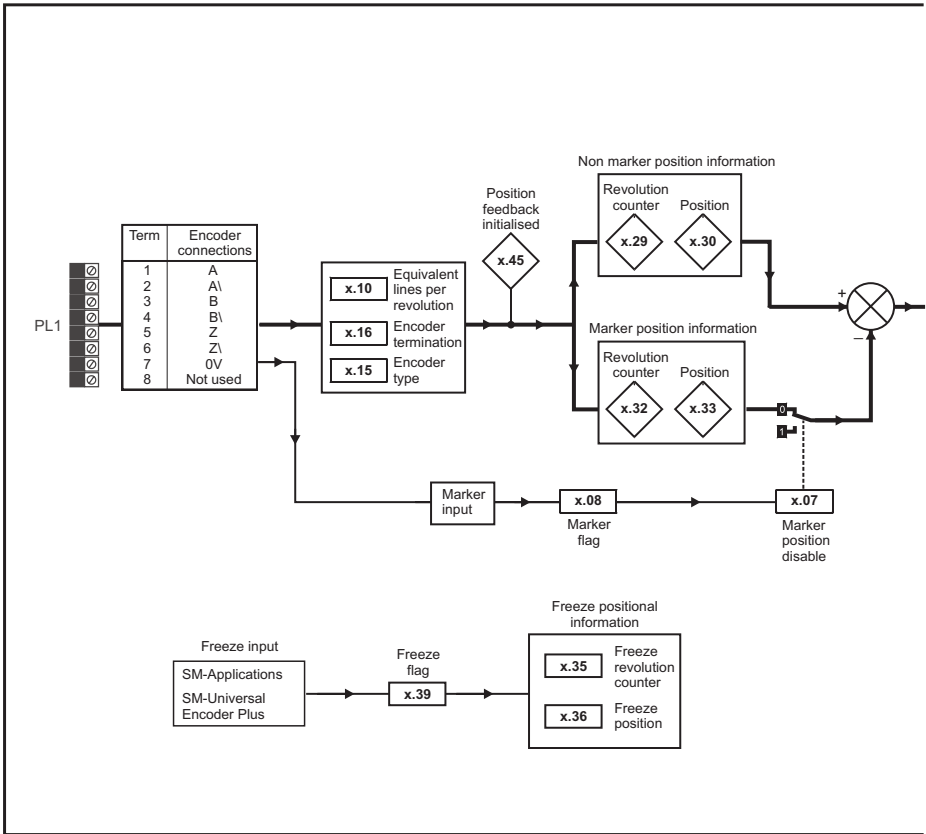 Non marker position information
Revolution
counter
Position
x.29
x.30
Position
feedback
initialised
x.45
Term
Encoder
connections
1 A
2 A\
3 B
4 B\
5 Z
6 Z\
7 0V
8 Not used
PL1
x.10
Equivalent
lines per
revolution
x.16
Encoder
termination
x.15
Encoder
type
+
−
Marker position information
Revolution
counter
Position
x.32
x.33
0
1
Marker
input
x.08
Marker
flag
x.07
Marker
position
disable
Freeze input
SM-Applications
SM-Universal
Encoder Plus
Freeze
flag
x.39
Freeze positional
information
x.35
Freeze
revolution
counter
x.36
Freeze
position